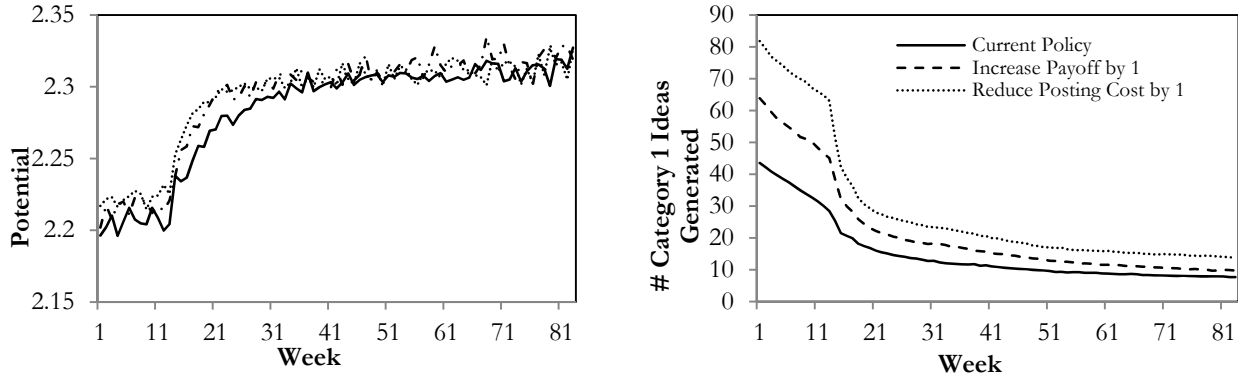 2.35
2.3
2.25
2.2
2.15
Potential
1 11 21 31 41 51 61 71 81
Week
90
80
70
60
50
40
30
20
10
0
# Category 1 Ideas
Generated
Current Policy
Increase Payoff by 1
Reduce Posting Cost by 1
1 11 21 31 41 51 61 71 81
Week